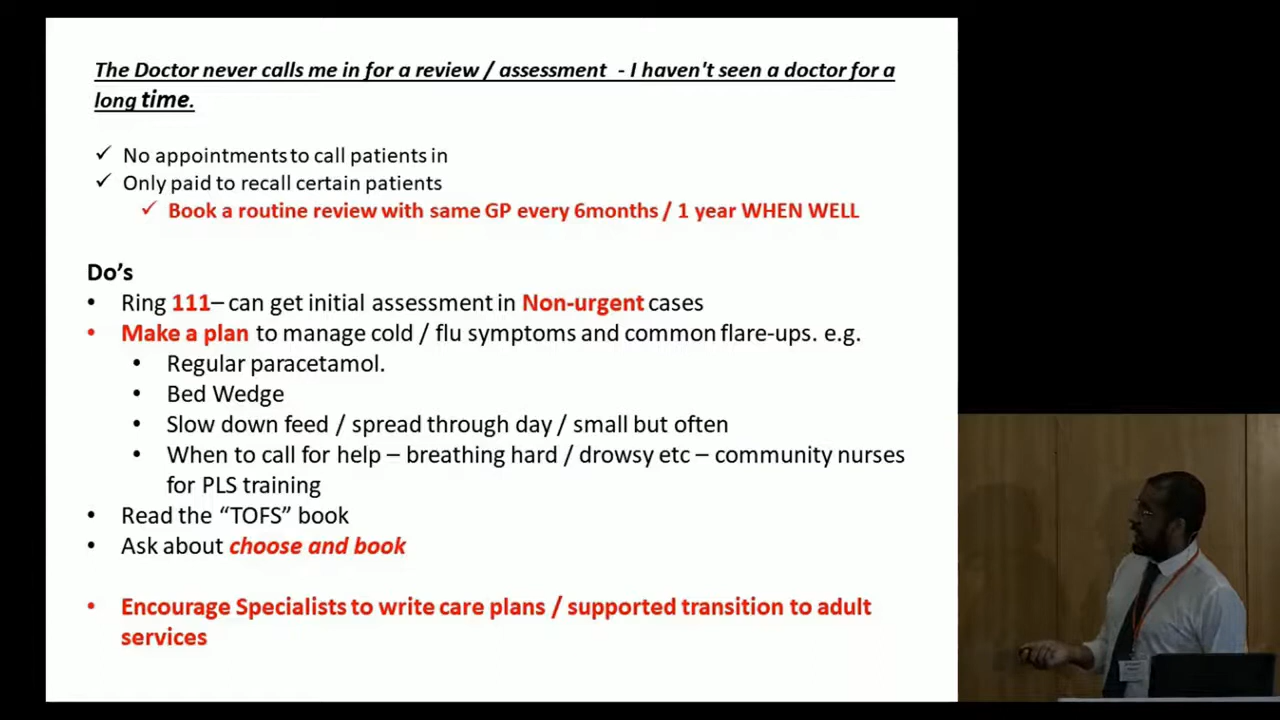 The Doctor never calls me in for a review / assessment - I haven't seen a doctor for a
long time.
✓ No appointments to call patients in
✓ Only paid to recall certain patients
✓ Book a routine review with same GP every 6months / 1 year WHEN WELL
Do’s
• Ring 111– can get initial assessment in Non-urgent cases
• Make a plan to manage cold / flu symptoms and common flare-ups. e.g.
• Regular paracetamol.
• Bed Wedge
• Slow down feed / spread through day / small but often
• When to call for help – breathing hard / drowsy etc – community nurses
for PLS training
• Read the “TOFS” book
• Ask about choose and book
• Encourage Specialists to write care plans / supported transition to adult
services